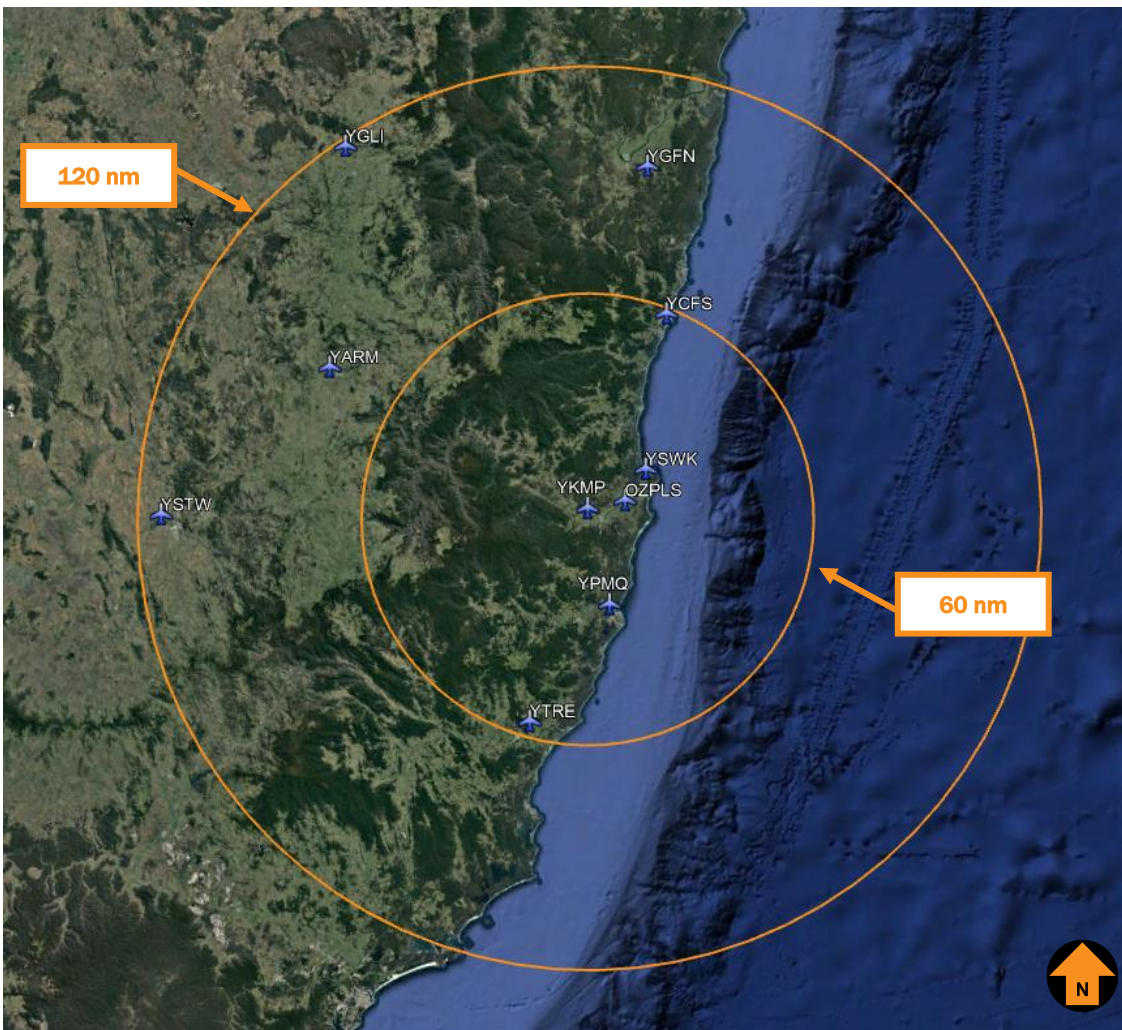 YGLI
YGFN
120 nm
YCFS
YARM
YSWK
YKMP
OZPLS
YSTW
YPMQ
60 nm
YTRE
N